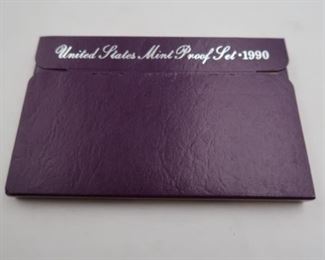 United States Mint Proof Set • 1990